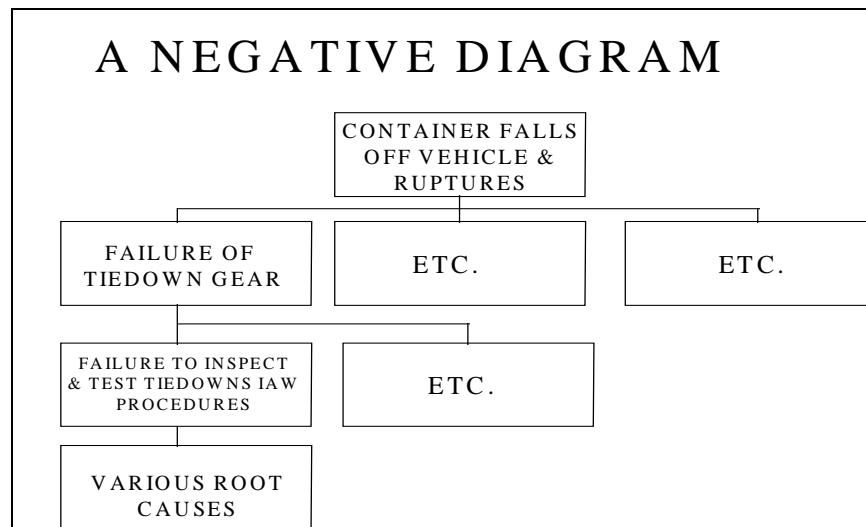 A NEGATIVE DIAGRAM
CONTAINER FALLS
OFF VEHICLE &
RUPTURES
FAILURE OF
TIEDOWN GEAR
ETC.
ETC.
FAILURE TO INSPECT
& TEST TIEDOWNS IAW
PROCEDURES
ETC.
VARIOUS ROOT
CAUSES